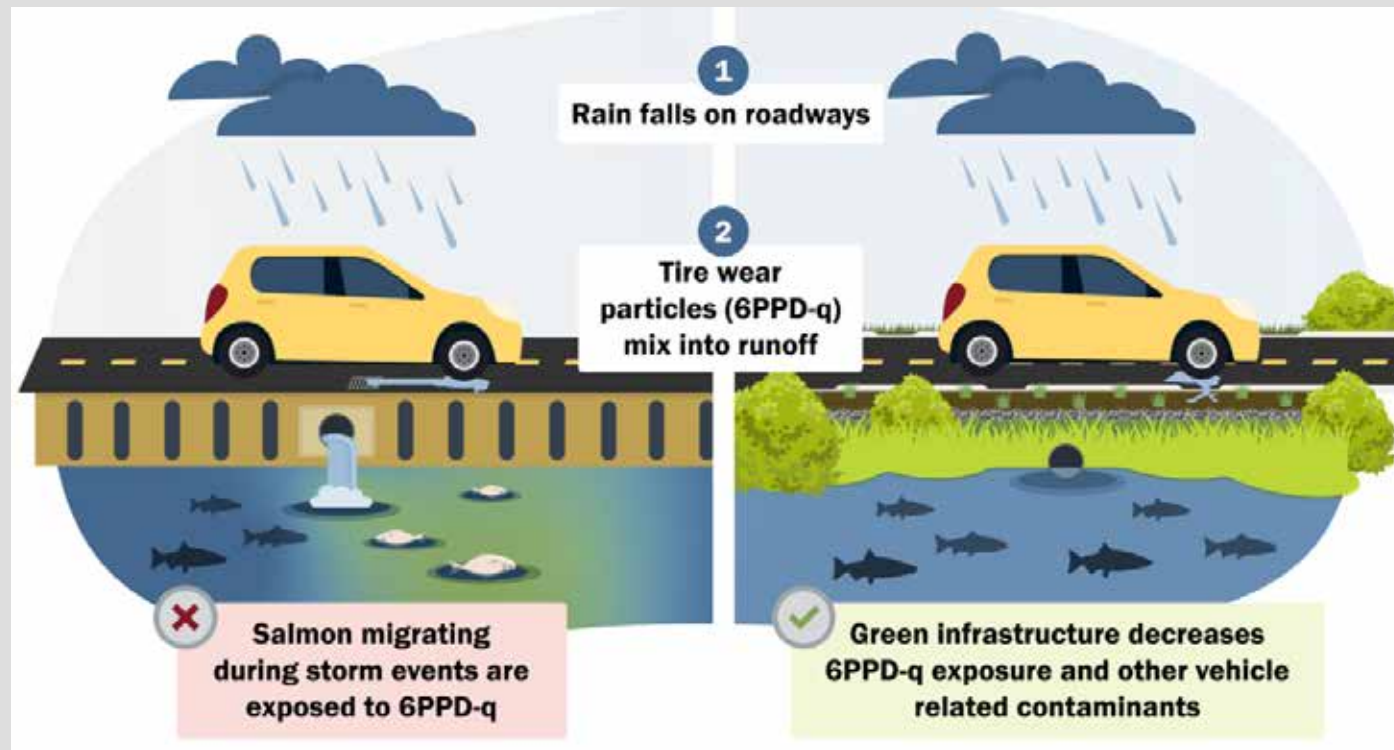 1
Rain falls on roadways
2
Tire wear
particles (6PPD-q)
mix into runoff
Salmon migrating
during storm events are
exposed to 6PPD-q
Green infrastructure decreases
6PPD-q exposure and other vehicle
related contaminants